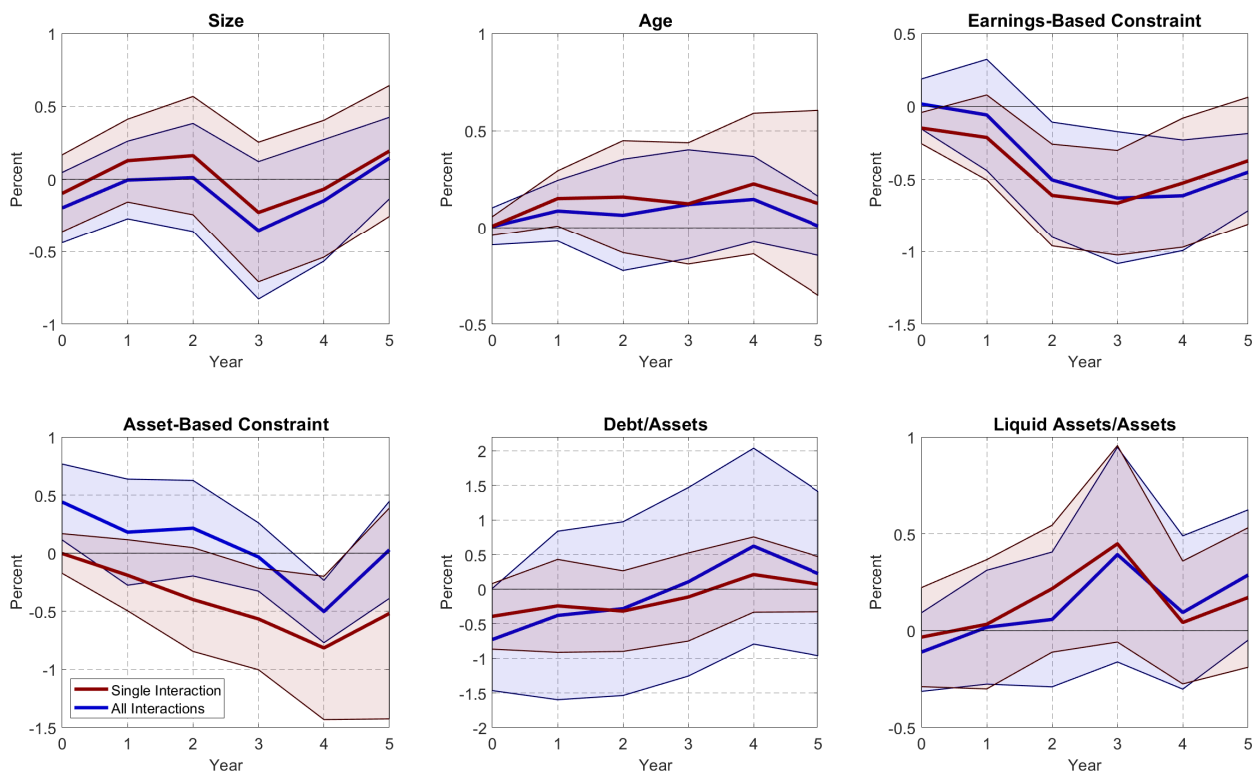 Size
Percent
1
0.5
0
-0.5
-1
0 1 2 3 4 5
Year
Age
Percent
1
0.5
0
-0.5
0 1 2 3 4 5
Year
Earnings-Based Constraint
Percent
0.5
0
-0.5
-1
-1.5
0 1 2 3 4 5
Year
Asset-Based Constraint
Percent
1
0.5
0
-0.5
-1
-1.5
Single Interaction
All Interactions
0 1 2 3 4 5
Year
Debt/Assets
Percent
2
1.5
1
0.5
0
-0.5
-1
-1.5
-2
0 1 2 3 4 5
Year
Liquid Assets/Assets
Percent
1
0.5
0
-0.5
0 1 2 3 4 5
Year